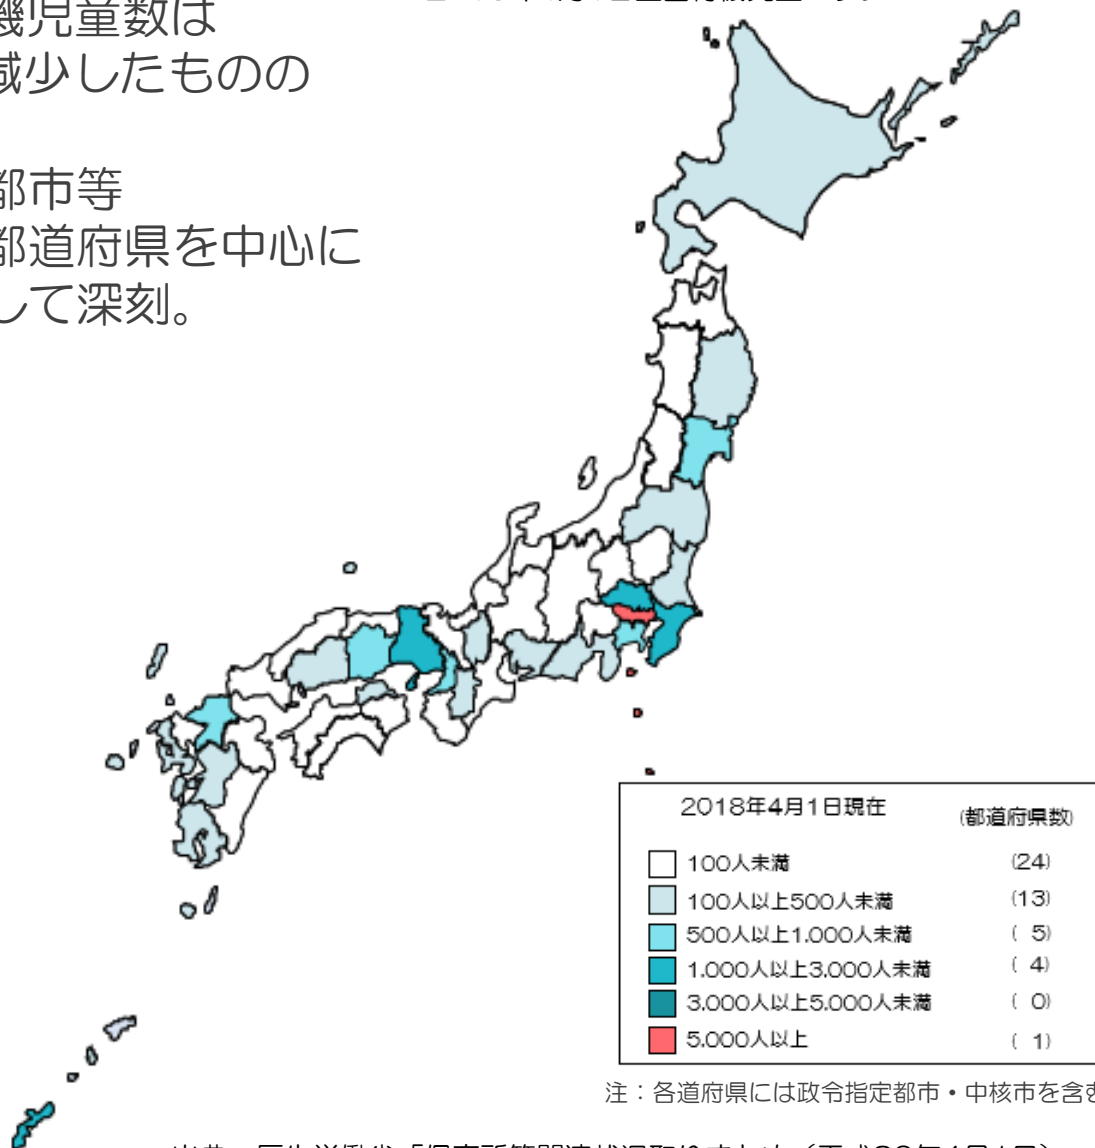 機児童数は
減少したものの
都市等
都道府県を中心に
して深刻。
2018年4月1日現在 (都道府県数)
100人未満 (24)
100人以上500人未満 (13)
500人以上1,000人未満 ( 5)
1,000人以上3,000人未満 ( 4)
3,000人以上5,000人未満 ( 0)
5,000人以上 ( 1)
注：各道府県には政令指定都市・中核市を含む